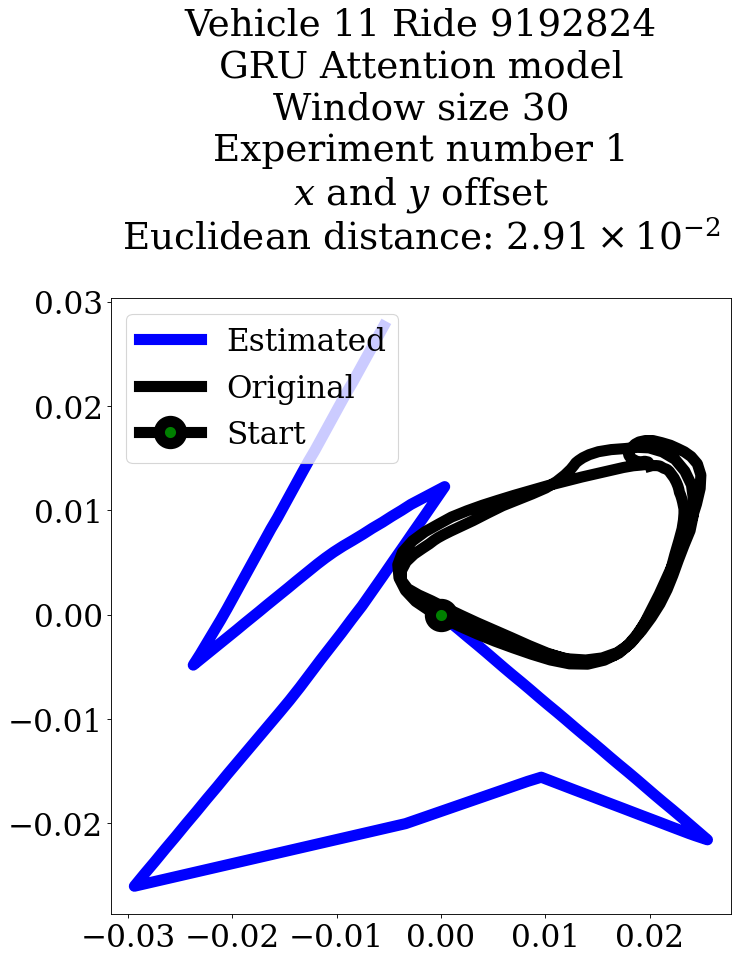 Vehicle 11 Ride 9192824
GRU Attention model
Window size 30
Experiment number 1
x and y offset
Euclidean distance: 2.91 × 10⁻²
Estimated
Original
Start
0.03
0.02
0.01
0.00
−0.01
−0.02
−0.03 −0.02 −0.01 0.00 0.01 0.02